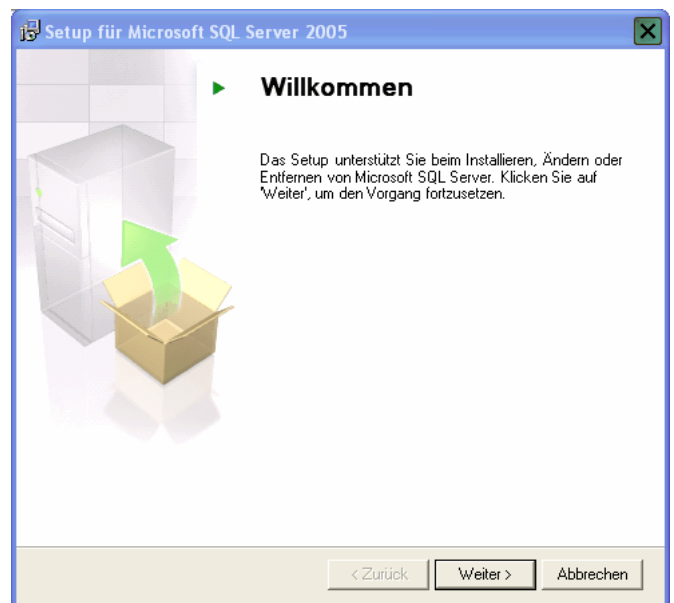 Setup für Microsoft SQL Server 2005
Willkommen
Das Setup unterstützt Sie beim Installieren, Ändern oder
Entfernen von Microsoft SQL Server. Klicken Sie auf
'Weiter', um den Vorgang fortzusetzen.
< Zurück
Weiter >
Abbrechen